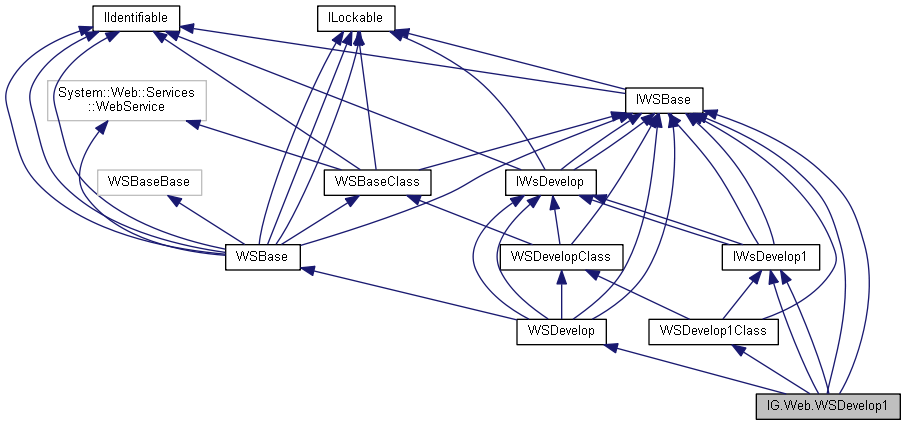 IIdentifiable
ILockable
System::Web::Services
::WebService
IWSBase
WSBaseBase
WSBaseClass
IWsDevelop
WSBase
WSDevelopClass
IWsDevelop1
WSDevelop
WSDevelop1Class
IG.Web.WSDevelop1